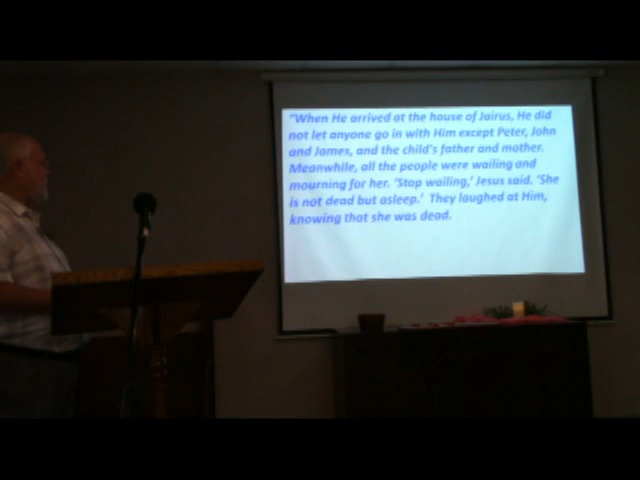 "When He arrived at the house of Jairus, He did
not let anyone go in with Him except Peter, John
and James, and the child's father and mother.
Meanwhile, all the people were wailing and
mourning for her. 'Stop wailing,' Jesus said. 'She
is not dead but asleep.' They laughed at Him,
knowing that she was dead.